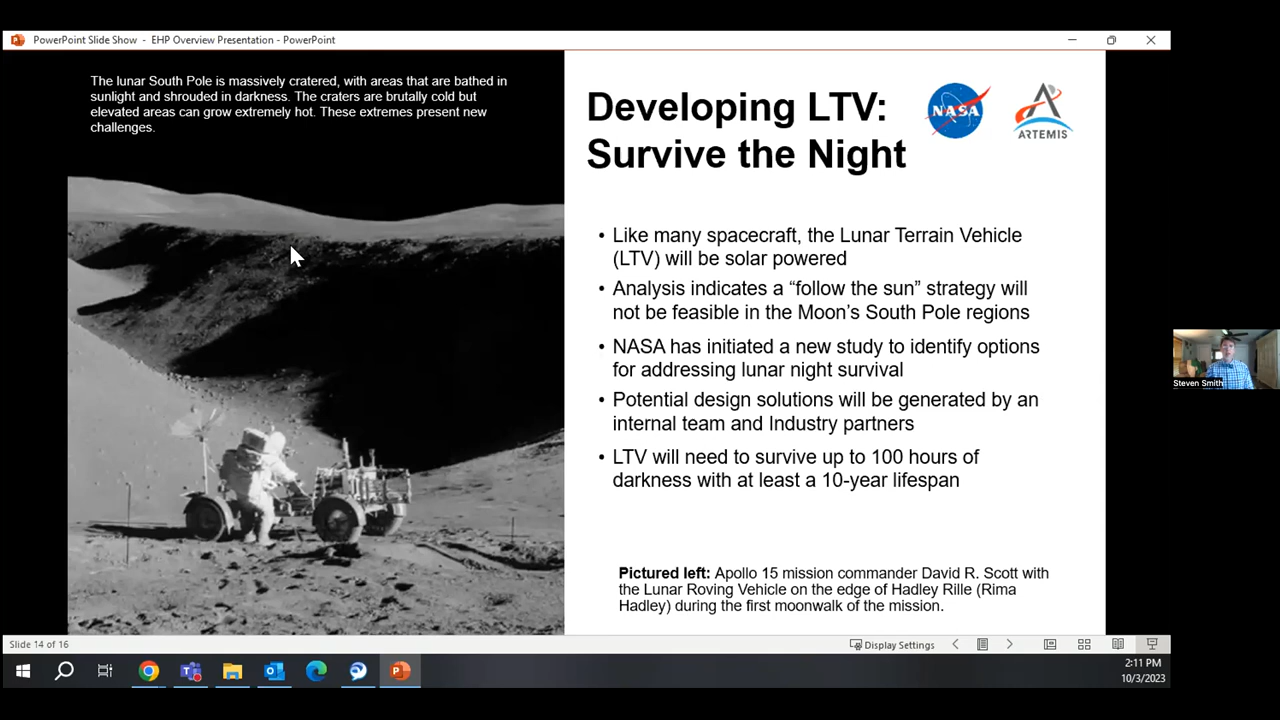 PowerPoint Slide Show - EHP Overview Presentation - PowerPoint
The lunar South Pole is massively cratered, with areas that are bathed in
sunlight and shrouded in darkness. The craters are brutally cold but
elevated areas can grow extremely hot. These extremes present new
challenges.
Developing LTV:
Survive the Night
NASA
ARTEMIS
• Like many spacecraft, the Lunar Terrain Vehicle
(LTV) will be solar powered
• Analysis indicates a “follow the sun” strategy will
not be feasible in the Moon’s South Pole regions
• NASA has initiated a new study to identify options
for addressing lunar night survival
• Potential design solutions will be generated by an
internal team and Industry partners
• LTV will need to survive up to 100 hours of
darkness with at least a 10-year lifespan
Pictured left: Apollo 15 mission commander David R. Scott with
the Lunar Roving Vehicle on the edge of Hadley Rille (Rima
Hadley) during the first moonwalk of the mission.
Steven Smith
Slide 14 of 16
Display Settings
2:11 PM
10/3/2023